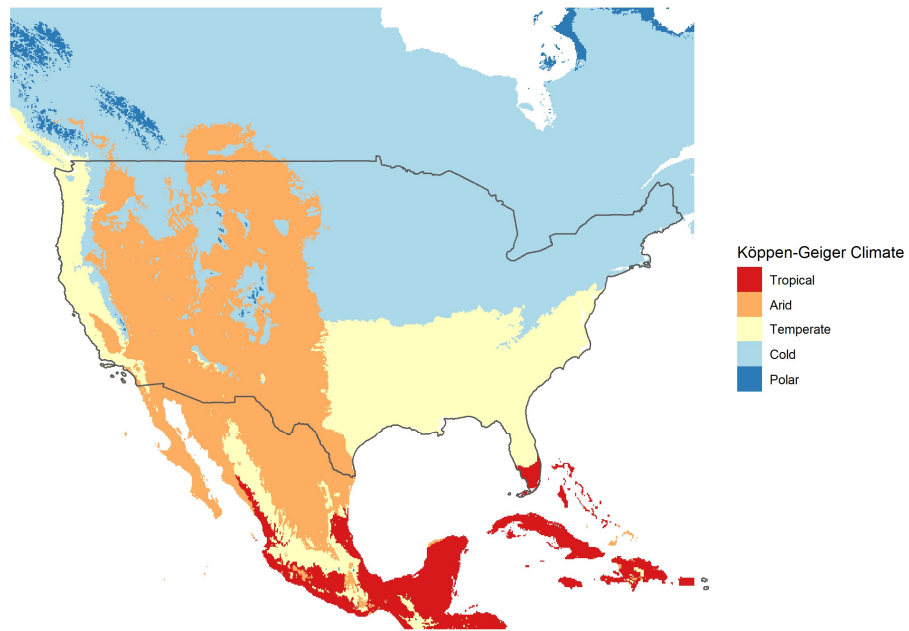 Köppen-Geiger Climate
Tropical
Arid
Temperate
Cold
Polar